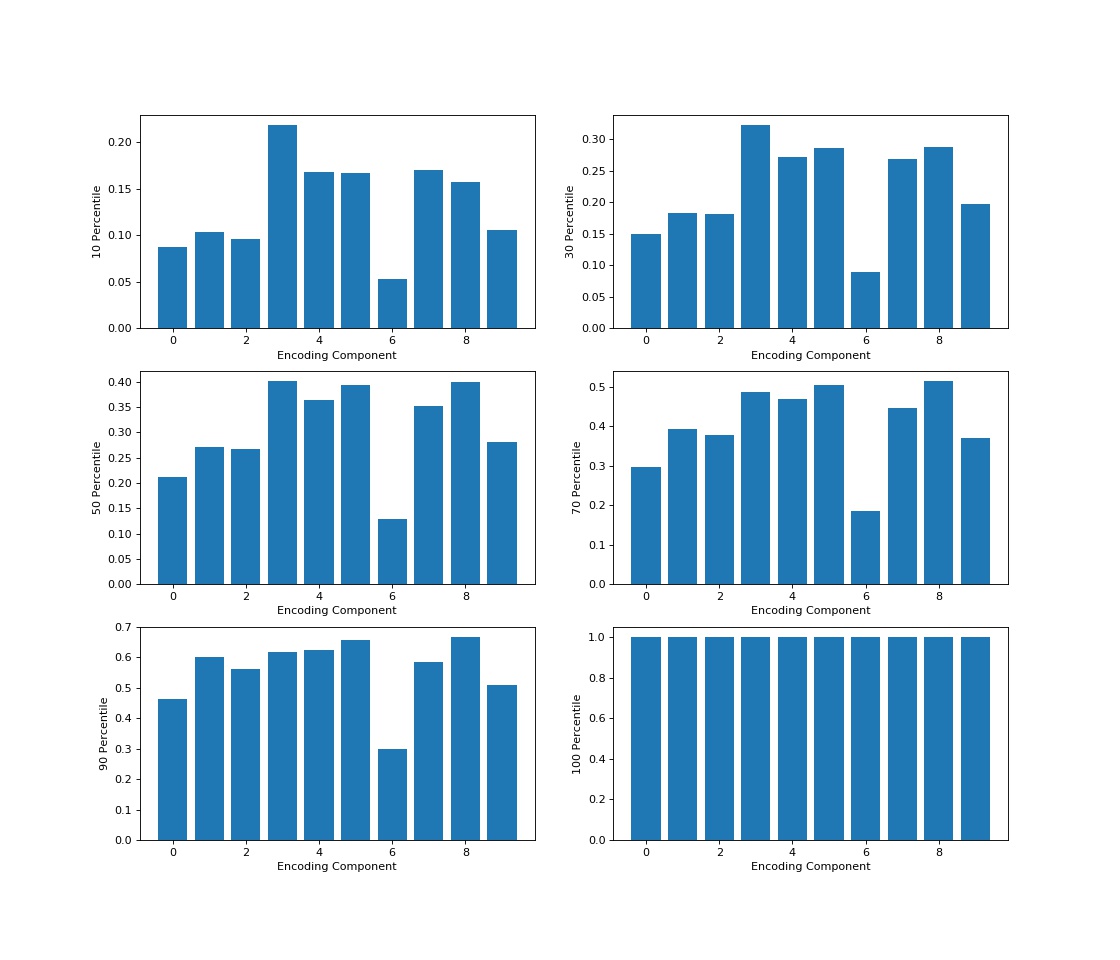 0.20
0.15
0.10
0.05
0.00
10 Percentile
0 2 4 6 8
Encoding Component
0.30
0.25
0.20
0.15
0.10
0.05
0.00
30 Percentile
0 2 4 6 8
Encoding Component
0.40
0.35
0.30
0.25
0.20
0.15
0.10
0.05
0.00
50 Percentile
0 2 4 6 8
Encoding Component
0.5
0.4
0.3
0.2
0.1
0.0
70 Percentile
0 2 4 6 8
Encoding Component
0.7
0.6
0.5
0.4
0.3
0.2
0.1
0.0
90 Percentile
0 2 4 6 8
Encoding Component
1.0
0.8
0.6
0.4
0.2
0.0
100 Percentile
0 2 4 6 8
Encoding Component